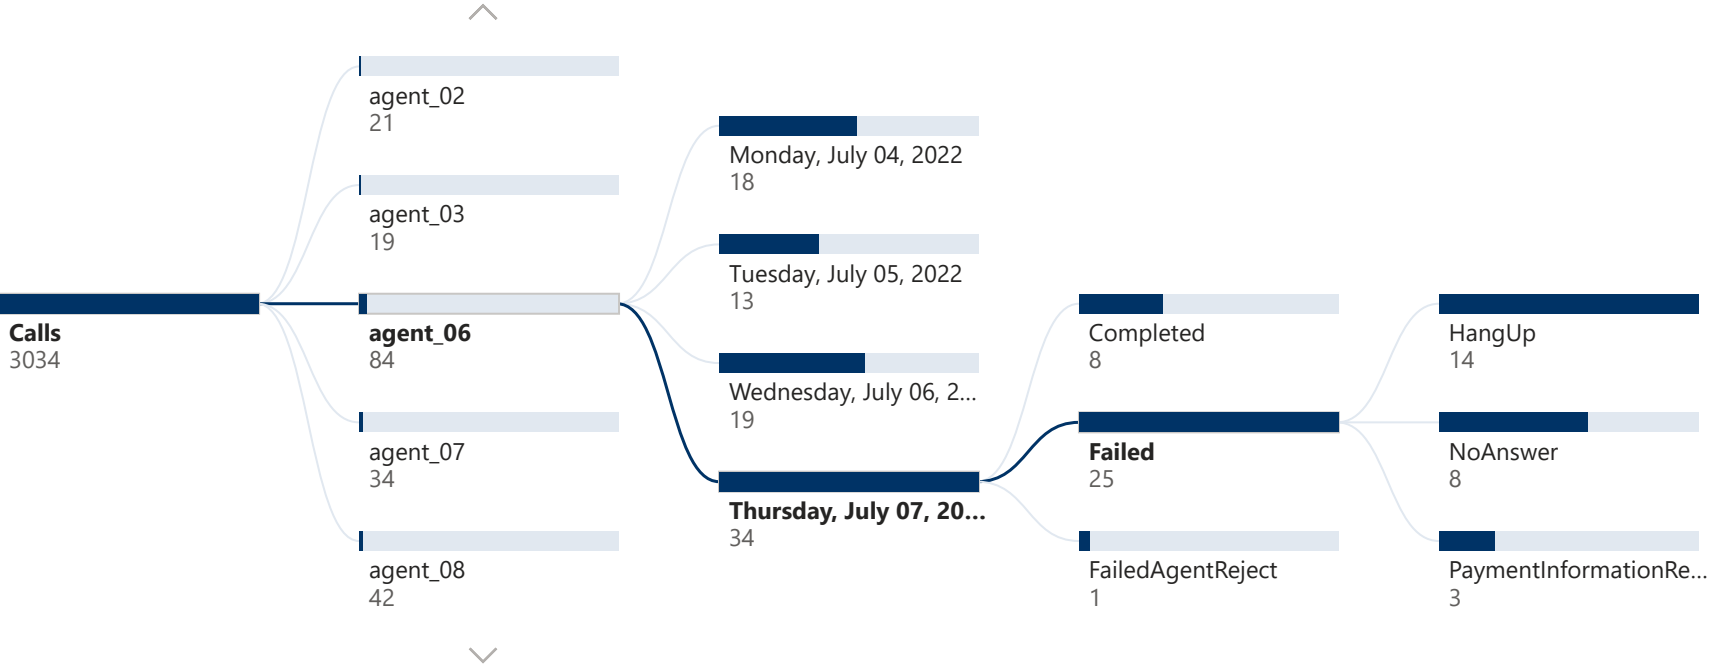 Calls
3034
agent_02
21
agent_03
19
agent_06
84
agent_07
34
agent_08
42
Monday, July 04, 2022
18
Tuesday, July 05, 2022
13
Wednesday, July 06, 2...
19
Thursday, July 07, 20...
34
Completed
8
Failed
25
FailedAgentReject
1
HangUp
14
NoAnswer
8
PaymentInformationRe...
3